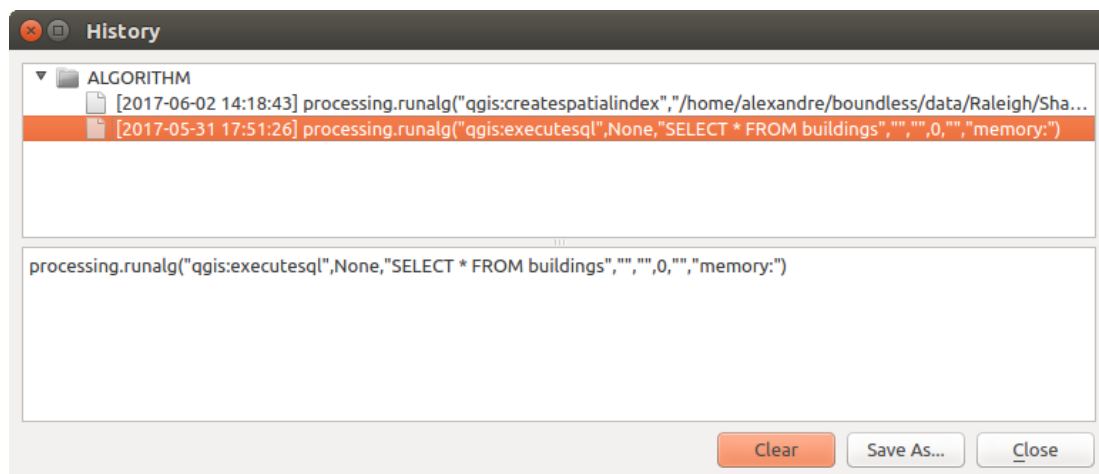 History
ALGORITHM
[2017-06-02 14:18:43] processing.runalg("qgis:createspatialindex","/home/alexandre/boundless/data/Raleigh/Sha...
[2017-05-31 17:51:26] processing.runalg("qgis:executesql",None,"SELECT * FROM buildings","","",0,"","memory:")
processing.runalg("qgis:executesql",None,"SELECT * FROM buildings","","",0,"","memory:")
Clear
Save As...
Close